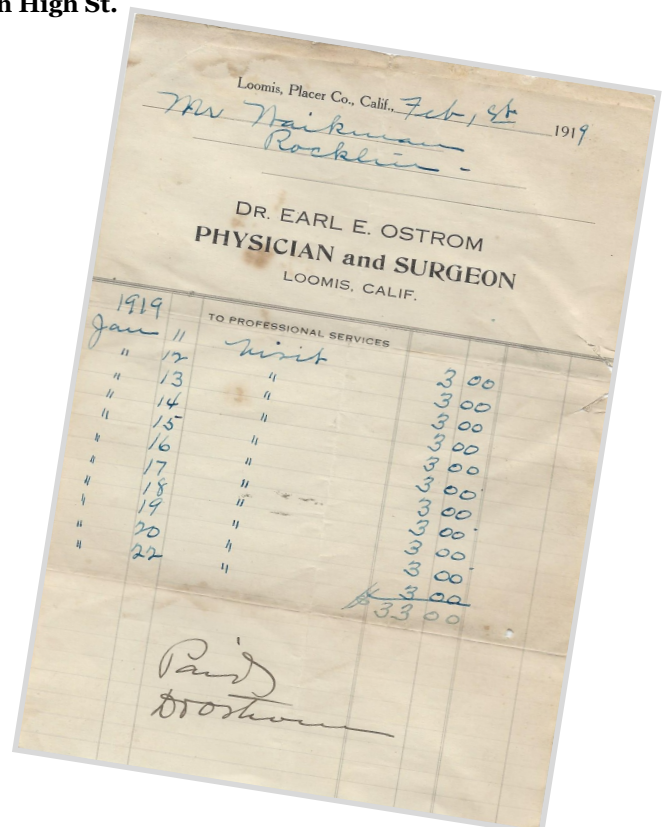 n High St.
Loomis, Placer Co., Calif., Feb, 1919
Mr Waikman
Rocklin -
DR. EARL E. OSTROM
PHYSICIAN and SURGEON
LOOMIS, CALIF.
1919
TO PROFESSIONAL SERVICES
Jan 11 Visit 3 00
" 12 " 3 00
" 13 " 3 00
" 14 " 3 00
" 15 " 3 00
" 16 " 3 00
" 17 " 3 00
" 18 " 3 00
" 19 " 3 00
" 20 " 3 00
" 22 " 3 00
$ 33 00
Paid
Dr Ostrom